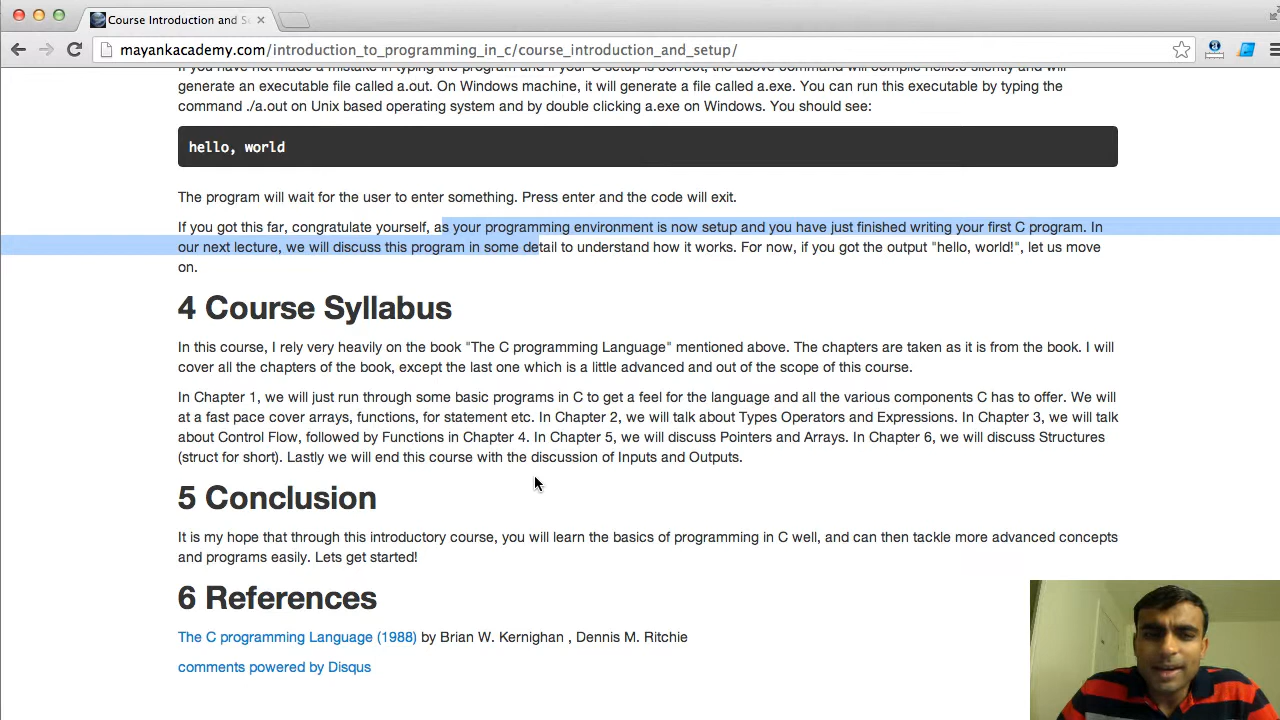 Course Introduction and S
mayankacademy.com/introduction_to_programming_in_c/course_introduction_and_setup/
generate an executable file called a.out. On Windows machine, it will generate a file called a.exe. You can run this executable by typing the
command ./a.out on Unix based operating system and by double clicking a.exe on Windows. You should see:
hello, world
The program will wait for the user to enter something. Press enter and the code will exit.
If you got this far, congratulate yourself, as your programming environment is now setup and you have just finished writing your first C program. In
our next lecture, we will discuss this program in some detail to understand how it works. For now, if you got the output "hello, world!", let us move
on.
4 Course Syllabus
In this course, I rely very heavily on the book "The C programming Language" mentioned above. The chapters are taken as it is from the book. I will
cover all the chapters of the book, except the last one which is a little advanced and out of the scope of this course.
In Chapter 1, we will just run through some basic programs in C to get a feel for the language and all the various components C has to offer. We will
at a fast pace cover arrays, functions, for statement etc. In Chapter 2, we will talk about Types Operators and Expressions. In Chapter 3, we will talk
about Control Flow, followed by Functions in Chapter 4. In Chapter 5, we will discuss Pointers and Arrays. In Chapter 6, we will discuss Structures
(struct for short). Lastly we will end this course with the discussion of Inputs and Outputs.
5 Conclusion
It is my hope that through this introductory course, you will learn the basics of programming in C well, and can then tackle more advanced concepts
and programs easily. Lets get started!
6 References
The C programming Language (1988) by Brian W. Kernighan , Dennis M. Ritchie
comments powered by Disqus